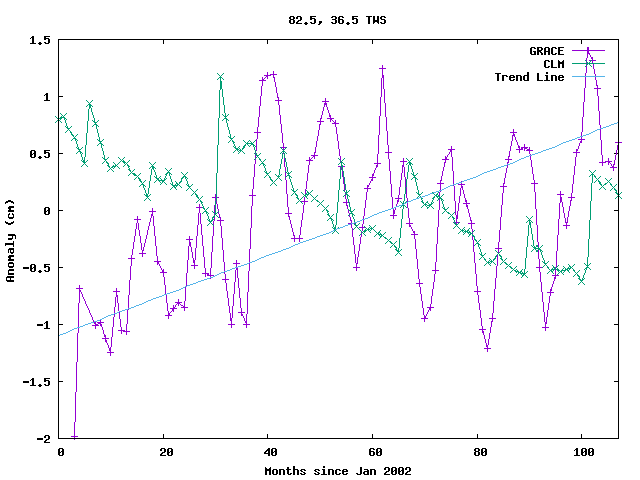 82.5, 36.5 TWS
GRACE
CLM
Trend Line
1.5
1
0.5
0
-0.5
-1
-1.5
-2
Anomaly (cm)
0 20 40 60 80 100
Months since Jan 2002